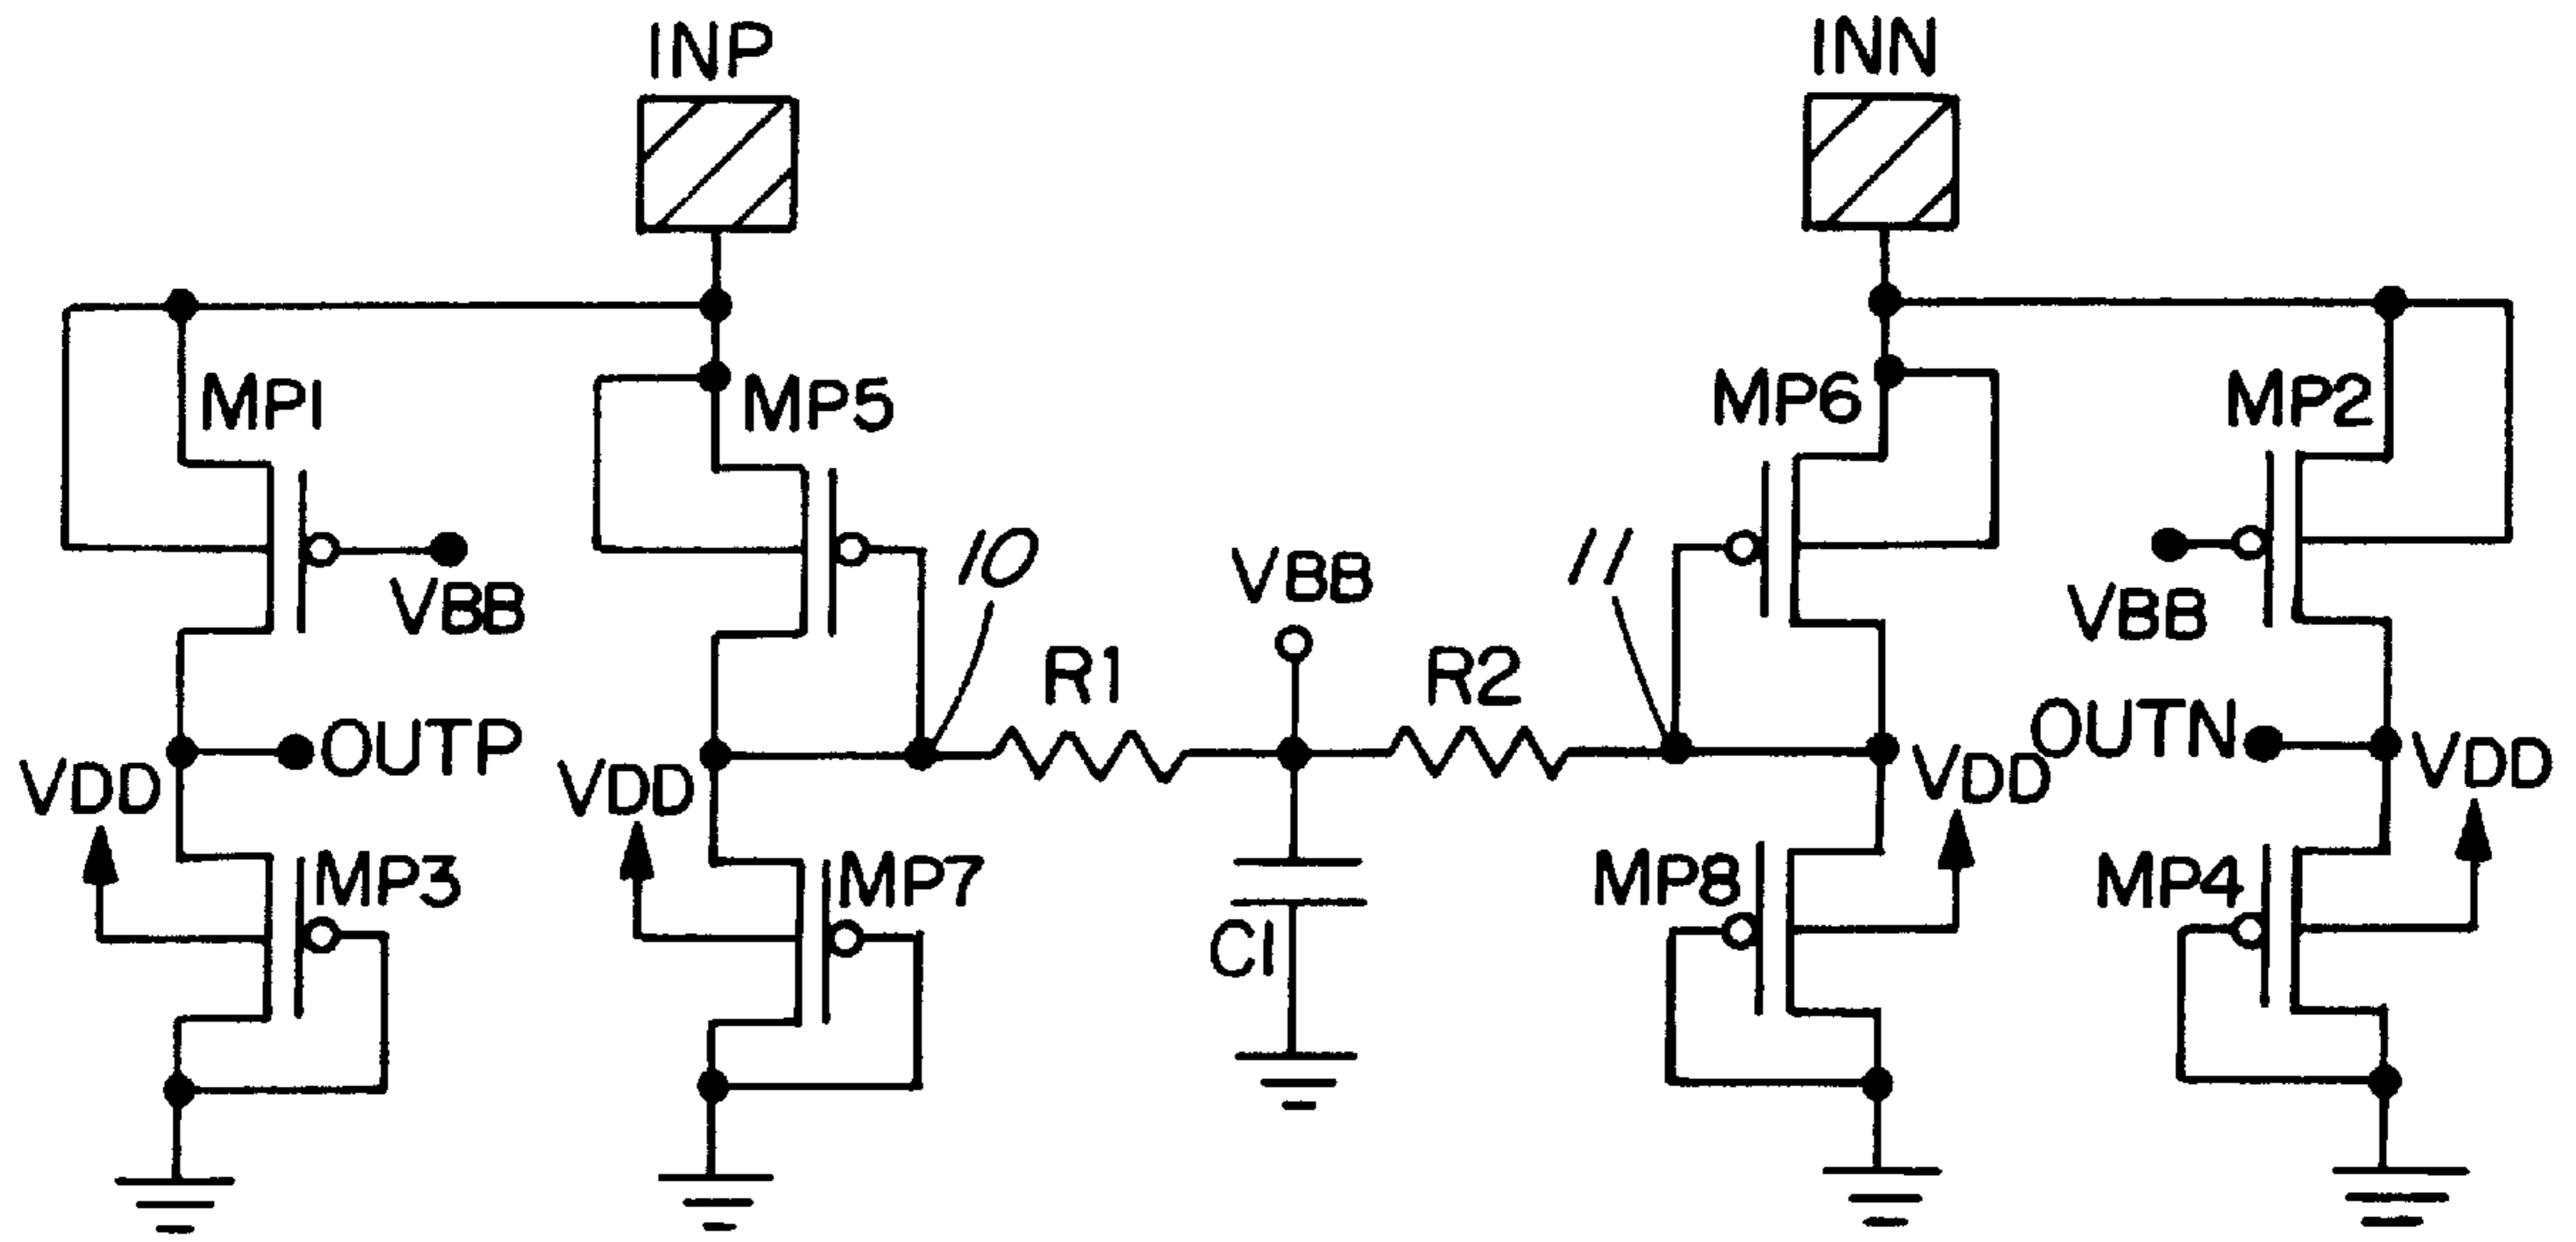 INP
INN
MP1
MP5
MP6
MP2
10
11
VBB
VBB
VBB
R1
R2
OUTP
OUTN
VDD
VDD
VDD
VDD
MP3
MP7
MP8
MP4
C1